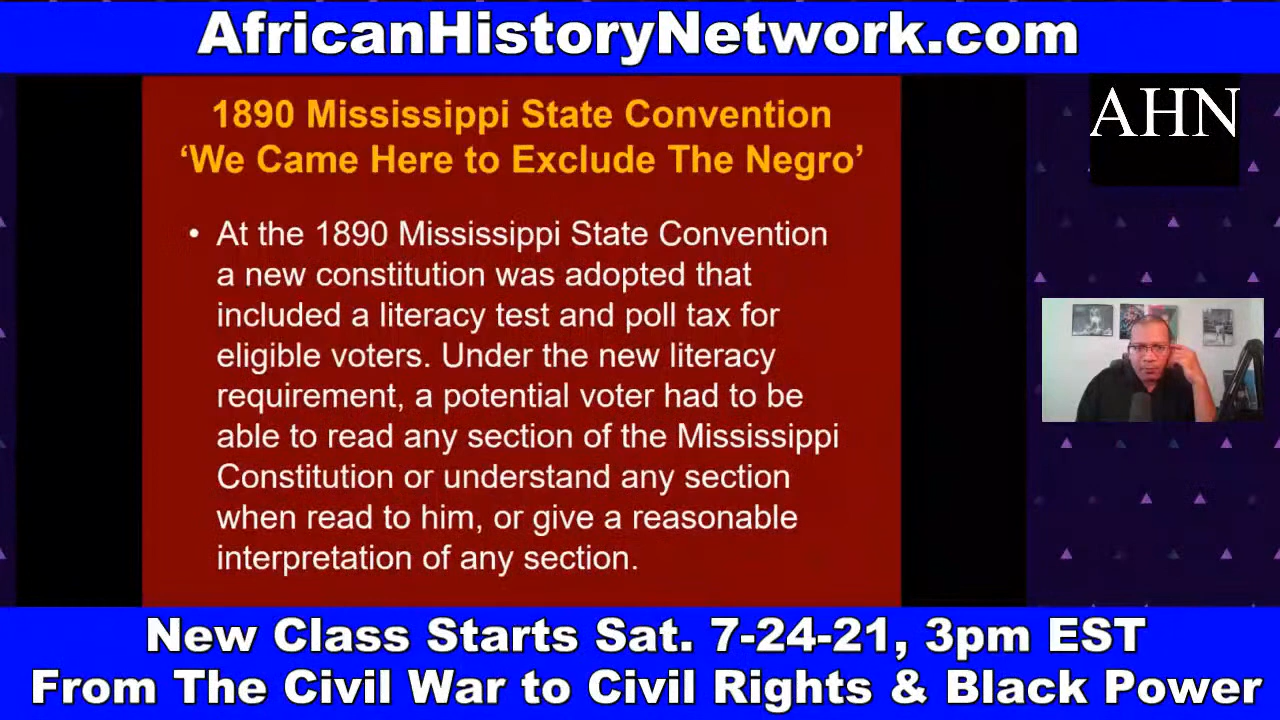 AfricanHistoryNetwork.com
AHN
1890 Mississippi State Convention
‘We Came Here to Exclude The Negro’
• At the 1890 Mississippi State Convention
a new constitution was adopted that
included a literacy test and poll tax for
eligible voters. Under the new literacy
requirement, a potential voter had to be
able to read any section of the Mississippi
Constitution or understand any section
when read to him, or give a reasonable
interpretation of any section.
New Class Starts Sat. 7-24-21, 3pm EST
From The Civil War to Civil Rights & Black Power